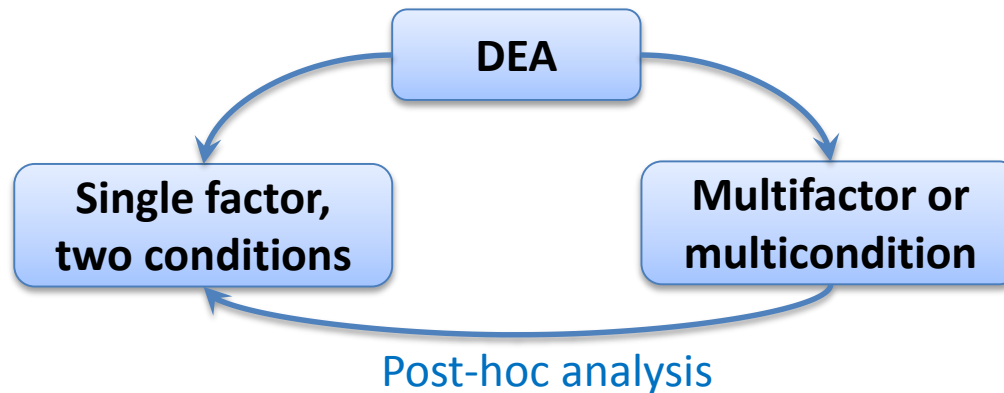 DEA
Single factor,
two conditions
Multifactor or
multicondition
Post-hoc analysis